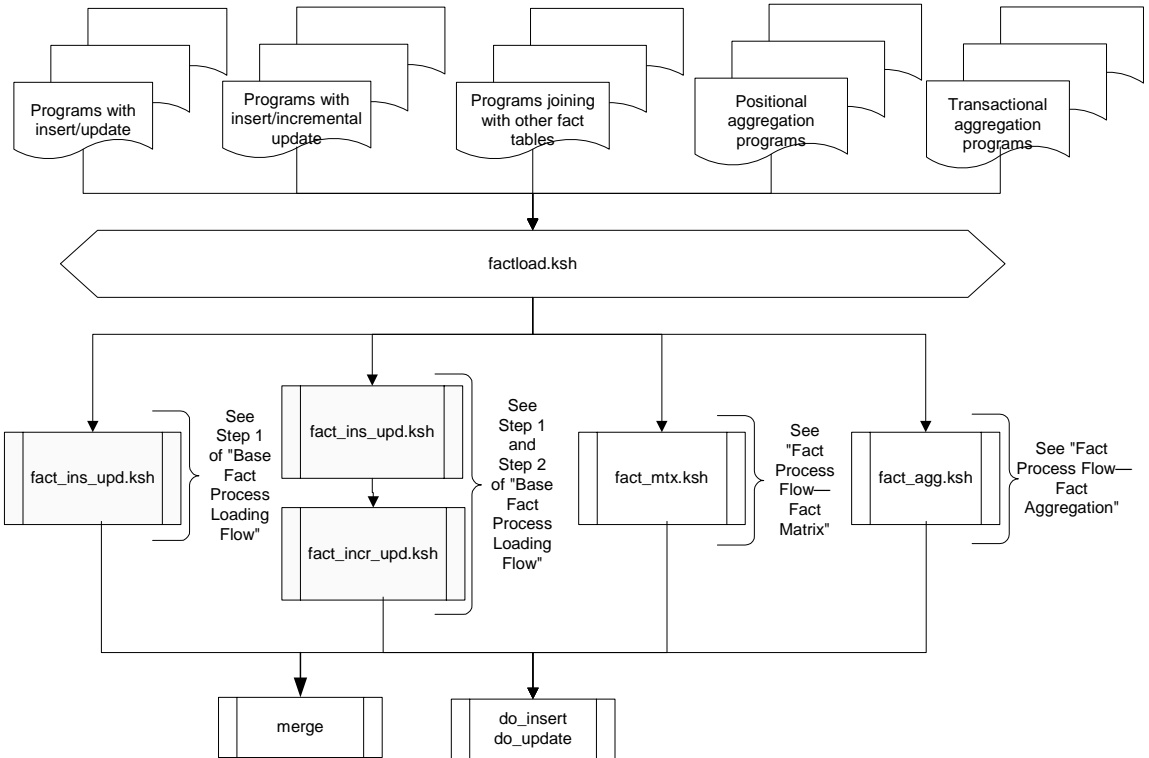 Programs with
insert/update
Programs with
insert/incremental
update
Programs joining
with other fact
tables
Positional
aggregation
programs
Transactional
aggregation
programs
factload.ksh
fact_ins_upd.ksh
See
Step 1
of "Base
Fact
Process
Loading
Flow"
fact_ins_upd.ksh
fact_incr_upd.ksh
See
Step 1
and
Step 2
of "Base
Fact
Process
Loading
Flow"
fact_mtx.ksh
See
"Fact
Process
Flow—
Fact
Matrix"
fact_agg.ksh
See "Fact
Process Flow—
Fact
Aggregation"
merge
do_insert
do_update